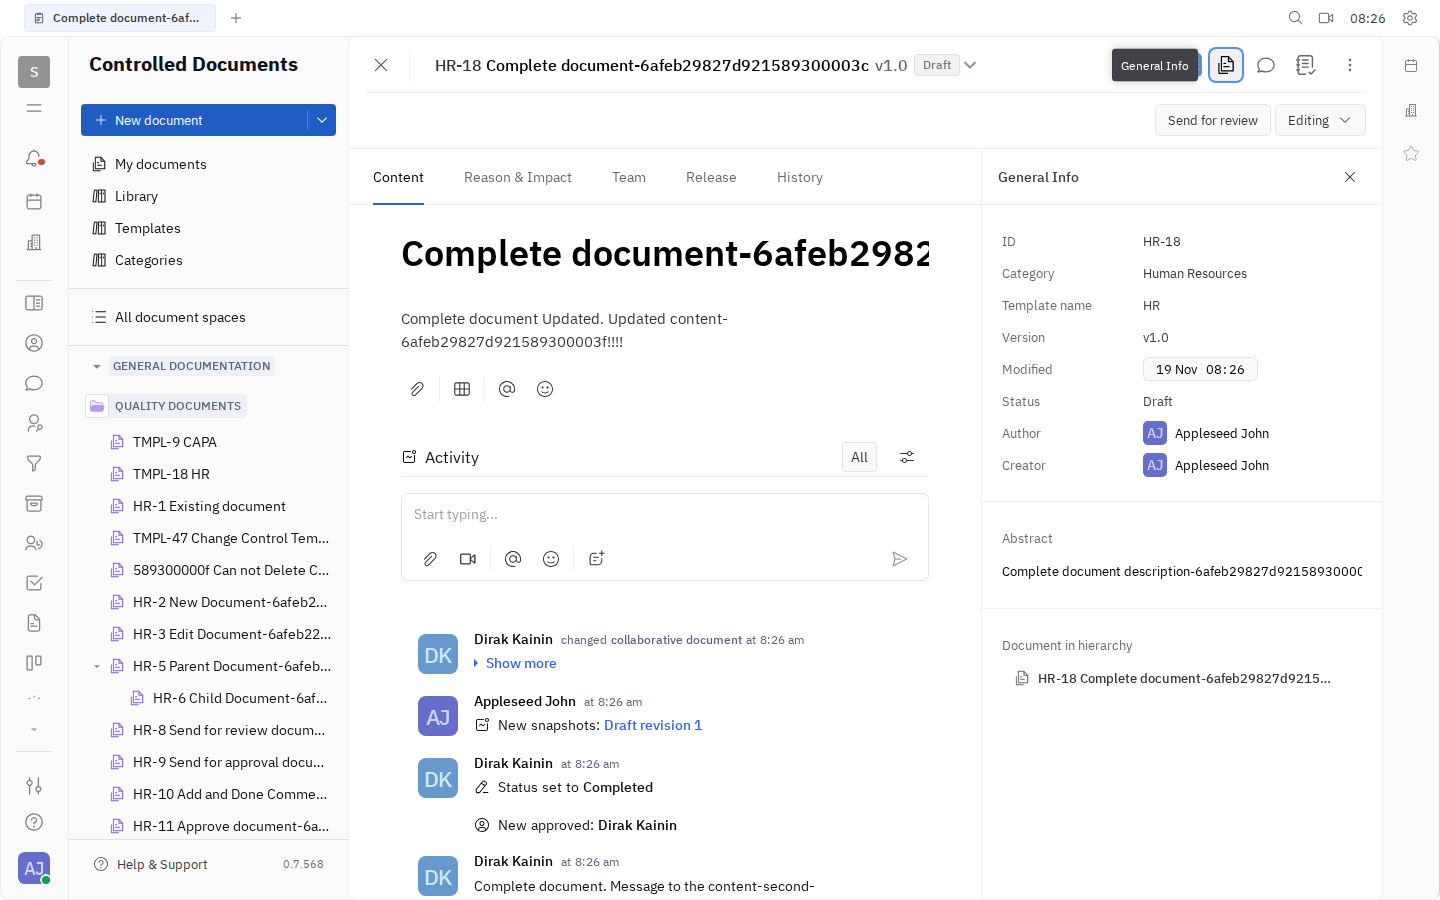 Complete document-6af...
08:26
S
Controlled Documents
New document
My documents
Library
Templates
Categories
All document spaces
GENERAL DOCUMENTATION
QUALITY DOCUMENTS
TMPL-9 CAPA
TMPL-18 HR
HR-1 Existing document
TMPL-47 Change Control Tem...
589300000f Can not Delete C...
HR-2 New Document-6afeb2...
HR-3 Edit Document-6afeb22...
HR-5 Parent Document-6afeb...
HR-6 Child Document-6af...
HR-8 Send for review docum...
HR-9 Send for approval docu...
HR-10 Add and Done Comme...
HR-11 Approve document-6a...
Help & Support 0.7.568
AJ
HR-18 Complete document-6afeb29827d921589300003c v1.0 Draft
General Info
Send for review Editing
Content Reason & Impact Team Release History
Complete document-6afeb2982
Complete document Updated. Updated content-
6afeb29827d921589300003f!!!!
Activity All
Start typing...
DK Dirak Kainin changed collaborative document at 8:26 am
Show more
AJ Appleseed John at 8:26 am
New snapshots: Draft revision 1
DK Dirak Kainin at 8:26 am
Status set to Completed
New approved: Dirak Kainin
DK Dirak Kainin at 8:26 am
Complete document. Message to the content-second-
General Info
ID HR-18
Category Human Resources
Template name HR
Version v1.0
Modified 19 Nov 08:26
Status Draft
Author AJ Appleseed John
Creator AJ Appleseed John
Abstract
Complete document description-6afeb29827d92158930000
Document in hierarchy
HR-18 Complete document-6afeb29827d9215...